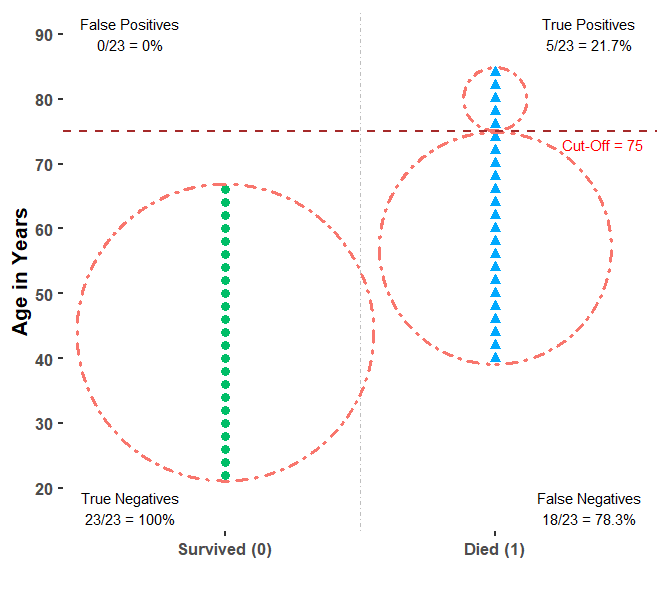 False Positives
0/23 = 0%
True Positives
5/23 = 21.7%
Cut-Off = 75
Age in Years
90
80
70
60
50
40
30
20
True Negatives
23/23 = 100%
False Negatives
18/23 = 78.3%
Survived (0)
Died (1)